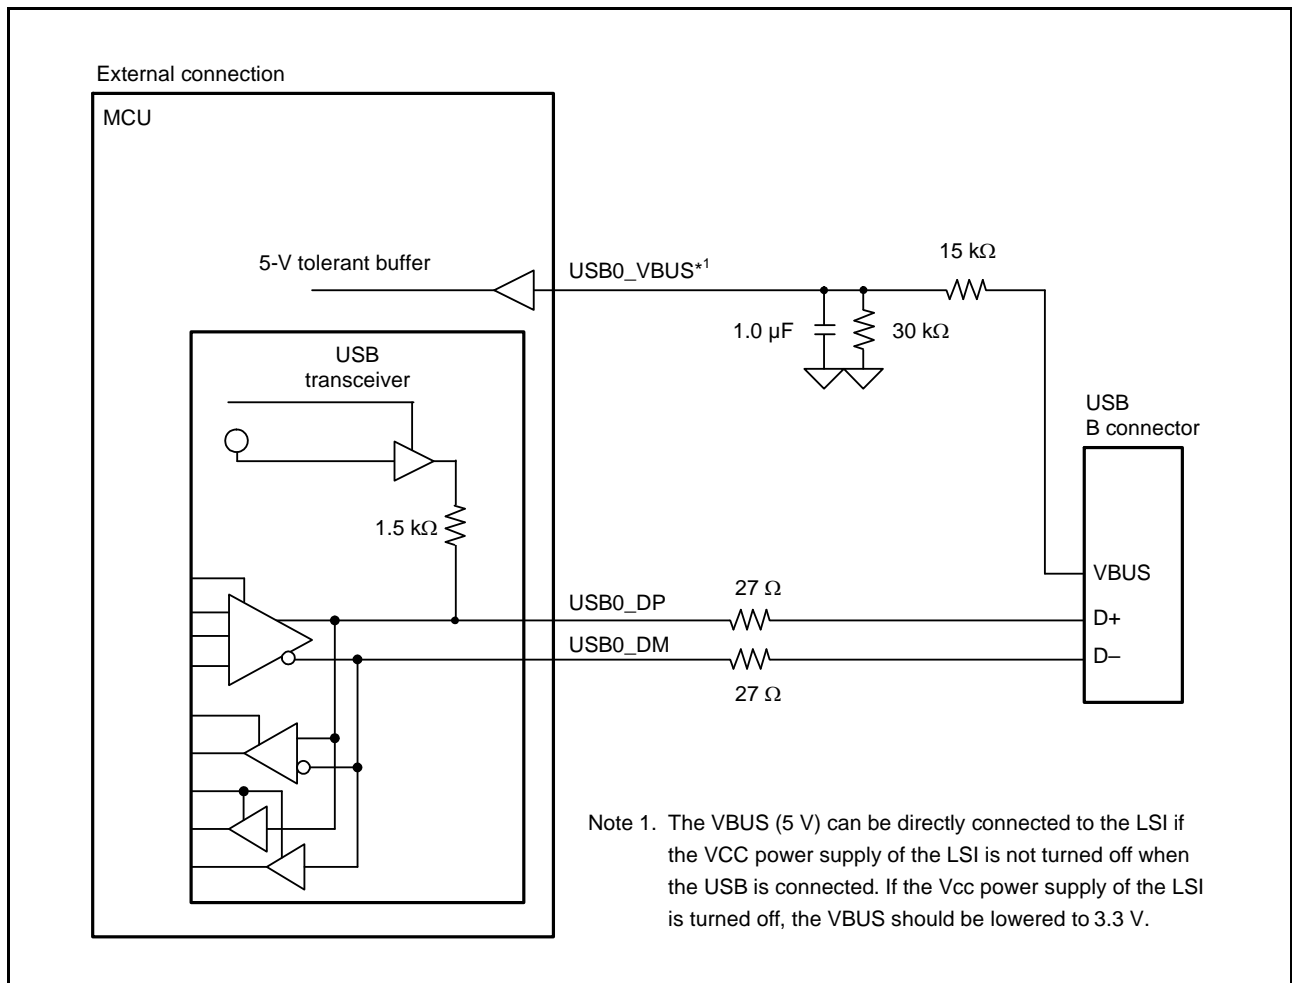 External connection
MCU
5-V tolerant buffer
USB0_VBUS*1
15 kΩ
1.0 µF
30 kΩ
USB
transceiver
USB
B connector
1.5 kΩ
VBUS
USB0_DP
27 Ω
D+
USB0_DM
D–
27 Ω
Note 1. The VBUS (5 V) can be directly connected to the LSI if
the VCC power supply of the LSI is not turned off when
the USB is connected. If the Vcc power supply of the LSI
is turned off, the VBUS should be lowered to 3.3 V.